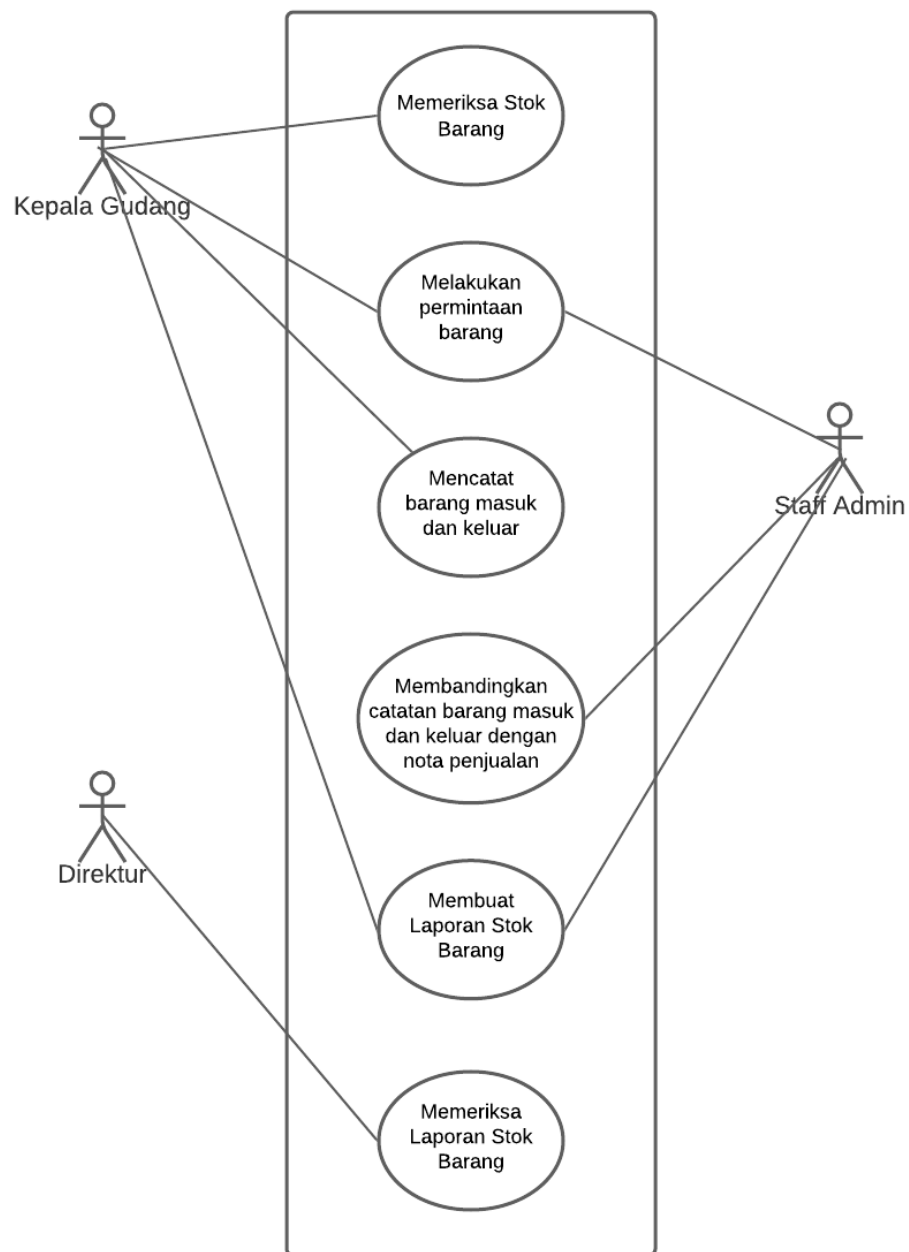 Memeriksa Stok
Barang
Kepala Gudang
Melakukan
permintaan
barang
Mencatat
barang masuk
dan keluar
Staff Admin
Membandingkan
catatan barang masuk
dan keluar dengan
nota penjualan
Direktur
Membuat
Laporan Stok
Barang
Memeriksa
Laporan Stok
Barang